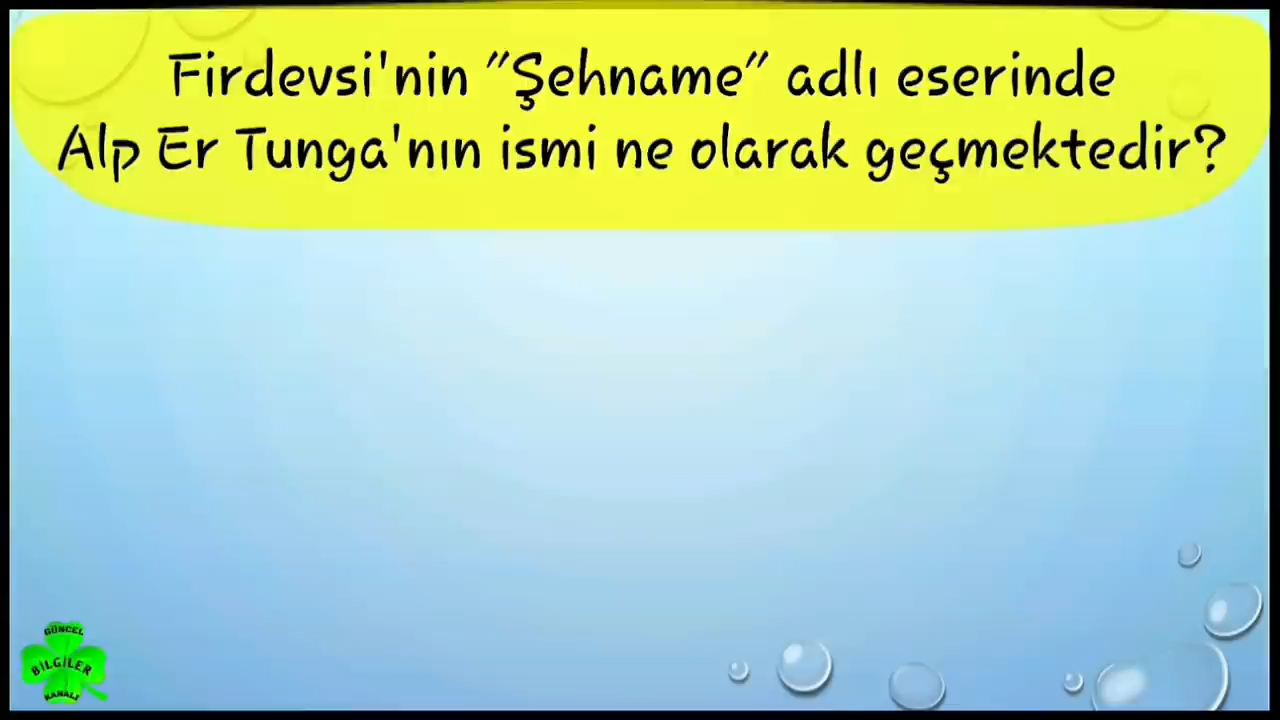 Firdevsi'nin "Şehname" adlı eserinde
Alp Er Tunga'nın ismi ne olarak geçmektedir?
GÜNCEL
BİLGİLER
KANALI